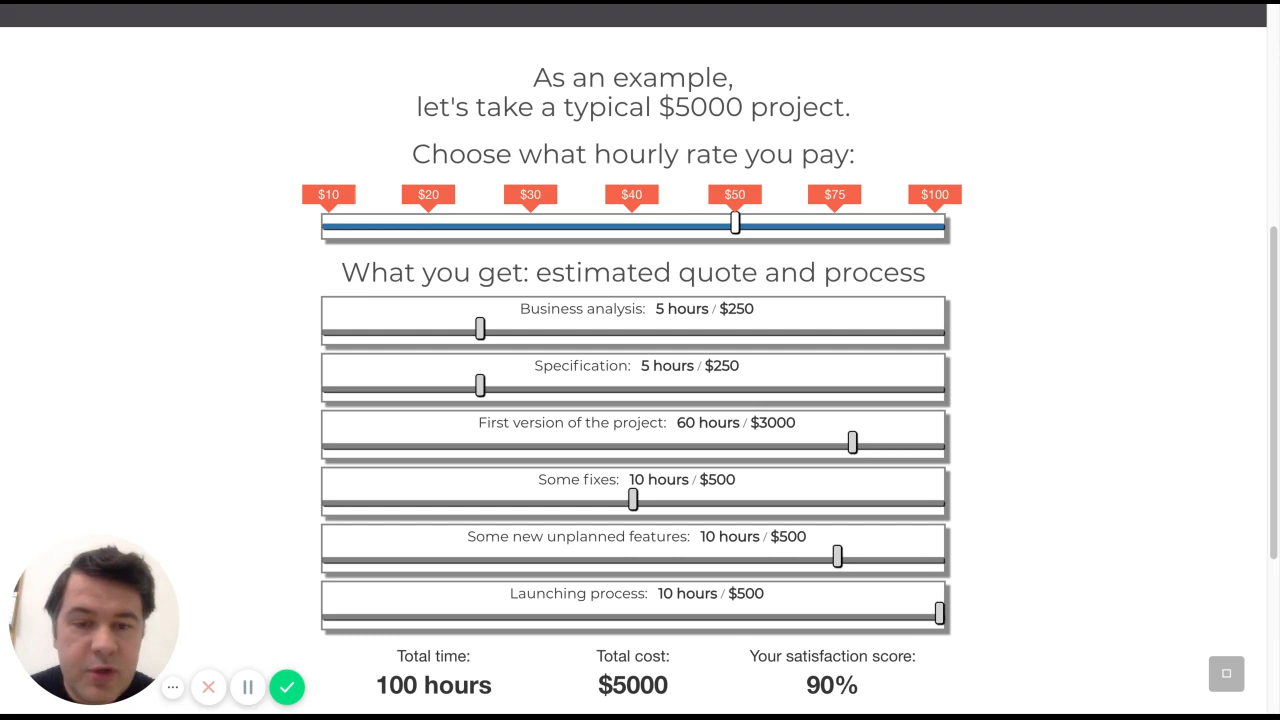 As an example,
let's take a typical $5000 project.
Choose what hourly rate you pay:
$10 $20 $30 $40 $50 $75 $100
What you get: estimated quote and process
Business analysis: 5 hours / $250
Specification: 5 hours / $250
First version of the project: 60 hours / $3000
Some fixes: 10 hours / $500
Some new unplanned features: 10 hours / $500
Launching process: 10 hours / $500
Total time: Total cost: Your satisfaction score:
100 hours $5000 90%